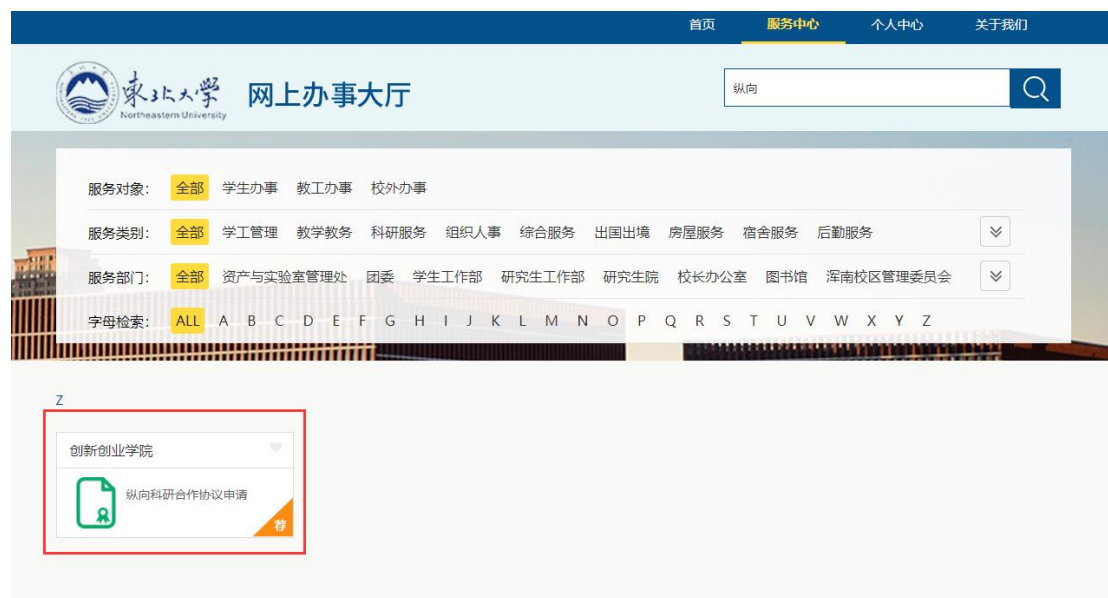 首页 服务中心 个人中心 关于我们
東北大学 网上办事大厅
Northeastern University
纵向
服务对象: 全部 学生办事 教工办事 校外办事
服务类别: 全部 学工管理 教学教务 科研服务 组织人事 综合服务 出国出境 房屋服务 宿舍服务 后勤服务
服务部门: 全部 资产与实验室管理处 团委 学生工作部 研究生工作部 研究生院 校长办公室 图书馆 浑南校区管理委员会
字母检索: ALL A B C D E F G H I J K L M N O P Q R S T U V W X Y Z
Z
创新创业学院
纵向科研合作协议申请
荐